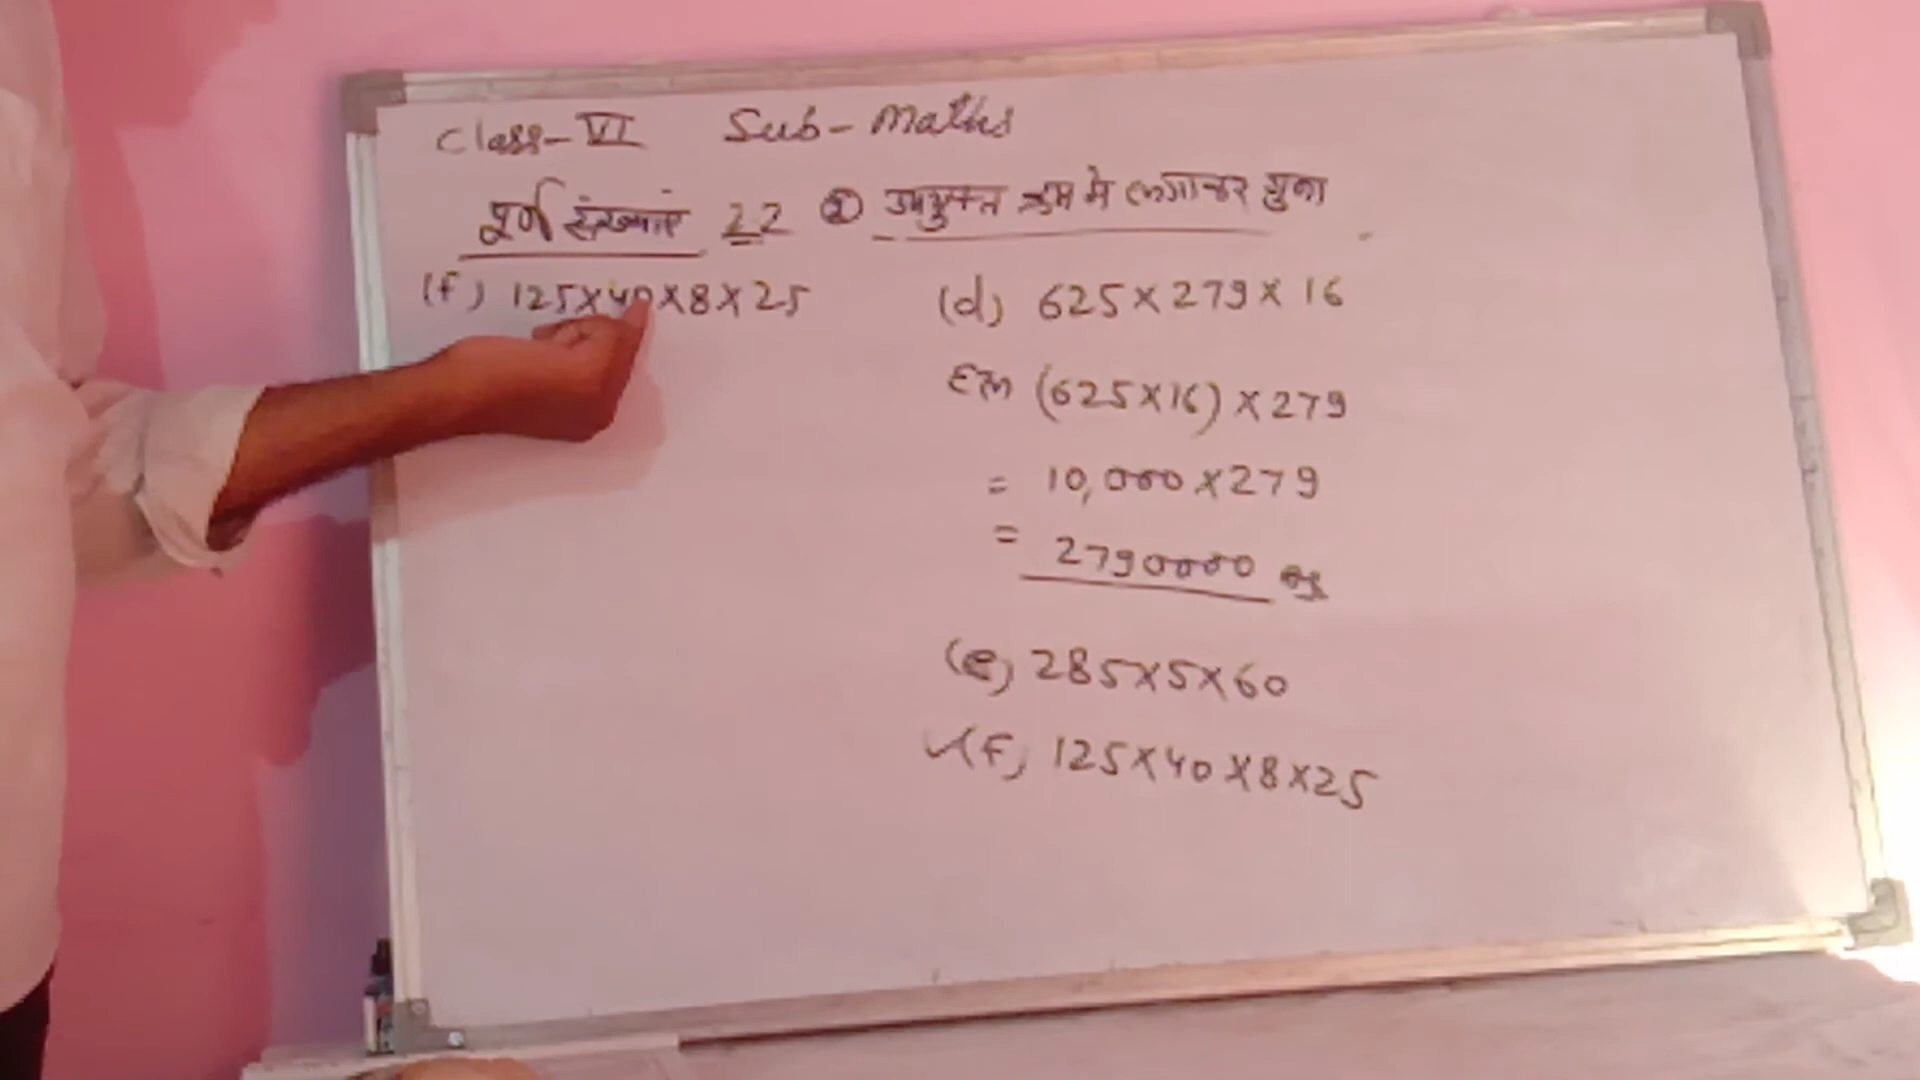 Class-VI Sub-Maths
पूर्ण संख्याएं 2.2 ② उपयुक्त क्रम में लगाकर गुणा
(f) 125×40×8×25
(d) 625×279×16
हल (625×16)×279
= 10,000×279
= 2790000
(e) 285×5×60
✓(f) 125×40×8×25